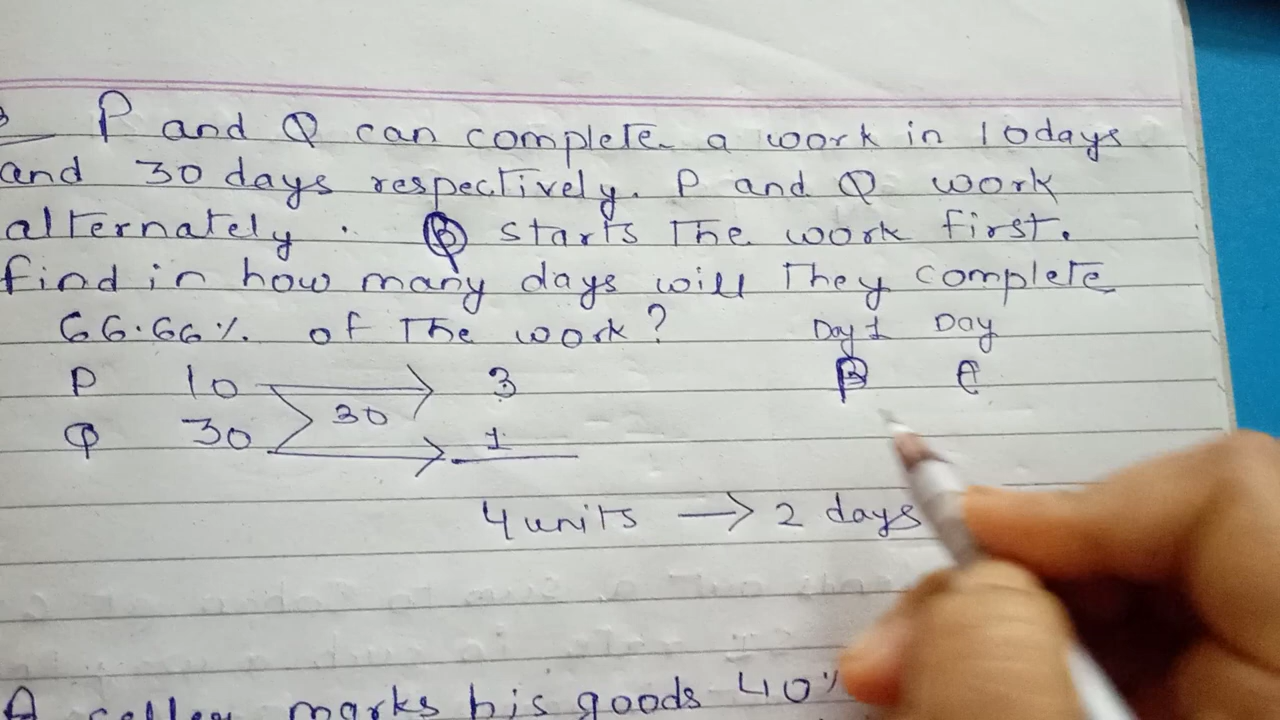 P and Q can complete a work in 10days
and 30 days respectively. P and Q work
alternately. starts The work first.
find in how many days will They complete
66.66% of The work?
Day 1 Day
P 10 30 3
Q 30 1
4 units → 2 days
A marks his goods 40%